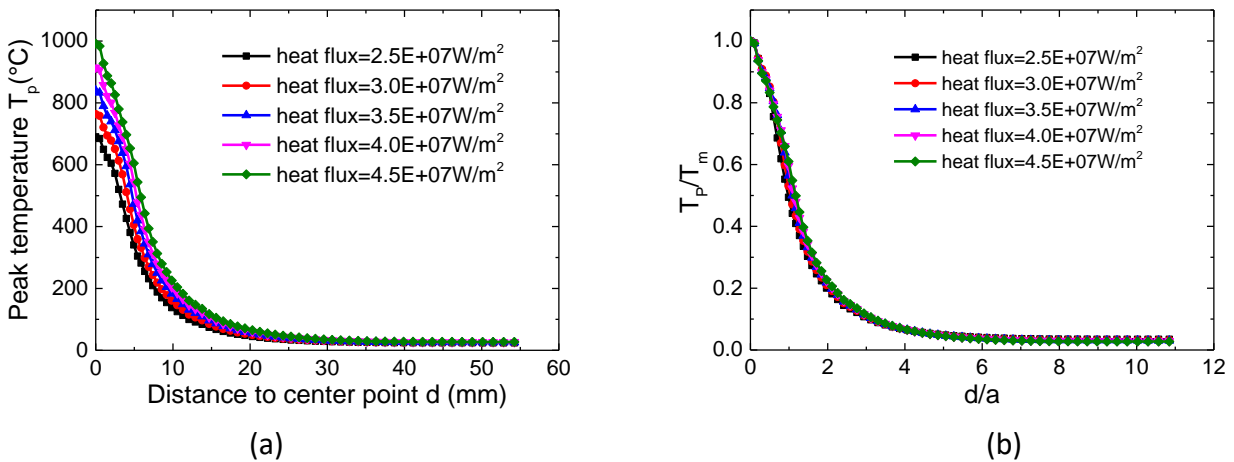 1000
800
600
400
200
0
Peak temperature Tₚ(°C)
heat flux=2.5E+07W/m²
heat flux=3.0E+07W/m²
heat flux=3.5E+07W/m²
heat flux=4.0E+07W/m²
heat flux=4.5E+07W/m²
0 10 20 30 40 50 60
Distance to center point d (mm)
(a)
1.0
0.8
0.6
0.4
0.2
0.0
T_P/T_m
heat flux=2.5E+07W/m²
heat flux=3.0E+07W/m²
heat flux=3.5E+07W/m²
heat flux=4.0E+07W/m²
heat flux=4.5E+07W/m²
0 2 4 6 8 10 12
d/a
(b)